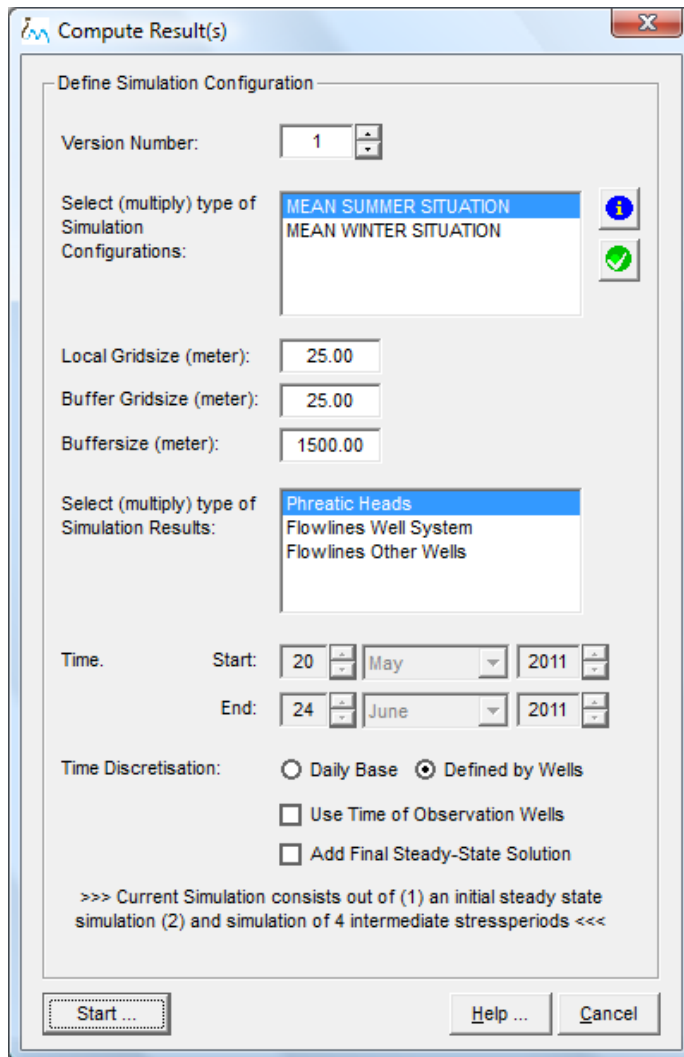 Compute Result(s)
Define Simulation Configuration
Version Number: 1
Select (multiply) type of
Simulation
Configurations:
MEAN SUMMER SITUATION
MEAN WINTER SITUATION
Local Gridsize (meter): 25.00
Buffer Gridsize (meter): 25.00
Buffersize (meter): 1500.00
Select (multiply) type of
Simulation Results:
Phreatic Heads
Flowlines Well System
Flowlines Other Wells
Time. Start: 20 May 2011
End: 24 June 2011
Time Discretisation: Daily Base Defined by Wells
Use Time of Observation Wells
Add Final Steady-State Solution
>>> Current Simulation consists out of (1) an initial steady state
simulation (2) and simulation of 4 intermediate stressperiods <<<
Start ... Help ... Cancel